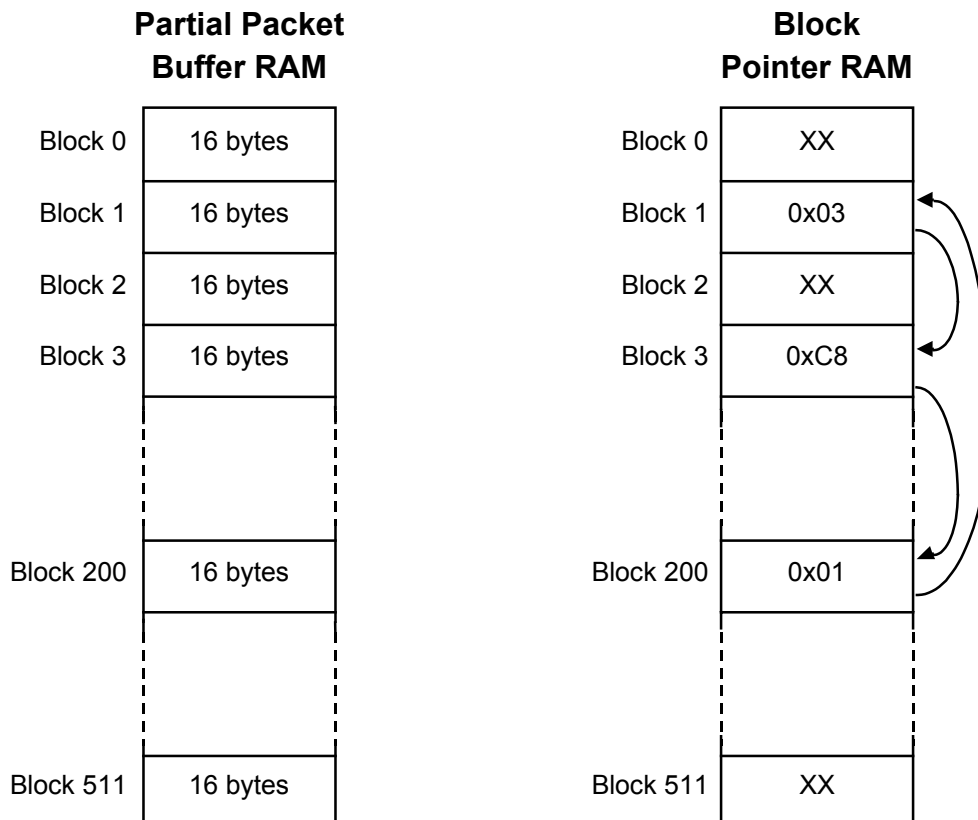 Partial Packet
Buffer RAM
Block 0 16 bytes
Block 1 16 bytes
Block 2 16 bytes
Block 3 16 bytes
Block 200 16 bytes
Block 511 16 bytes
Block
Pointer RAM
Block 0 XX
Block 1 0x03
Block 2 XX
Block 3 0xC8
Block 200 0x01
Block 511 XX